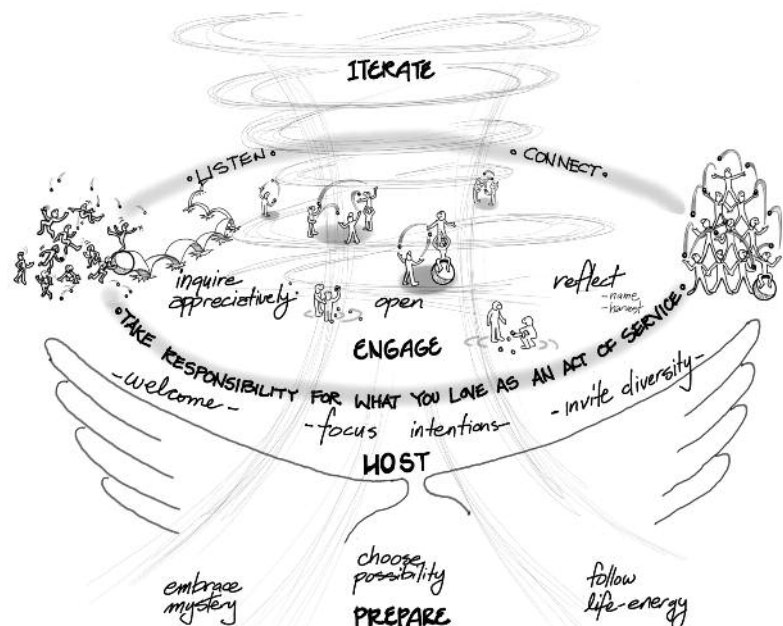 ITERATE
• LISTEN •
• CONNECT •
inquire
appreciatively
open
reflect
-name
-harvest
ENGAGE
• TAKE RESPONSIBILITY FOR WHAT YOU LOVE AS AN ACT OF SERVICE •
-welcome-
-focus intentions-
-invite diversity-
HOST
embrace
mystery
choose
possibility
follow
life-energy
PREPARE